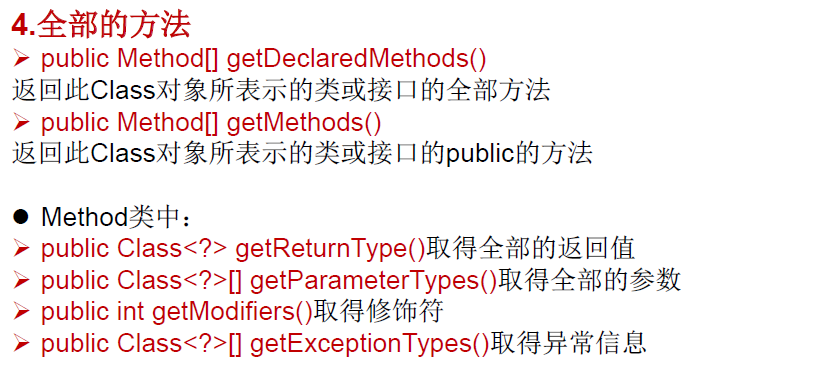 4.全部的方法
➢ public Method[] getDeclaredMethods()
返回此Class对象所表示的类或接口的全部方法
➢ public Method[] getMethods()
返回此Class对象所表示的类或接口的public的方法
● Method类中：
➢ public Class<?> getReturnType()取得全部的返回值
➢ public Class<?>[] getParameterTypes()取得全部的参数
➢ public int getModifiers()取得修饰符
➢ public Class<?>[] getExceptionTypes()取得异常信息